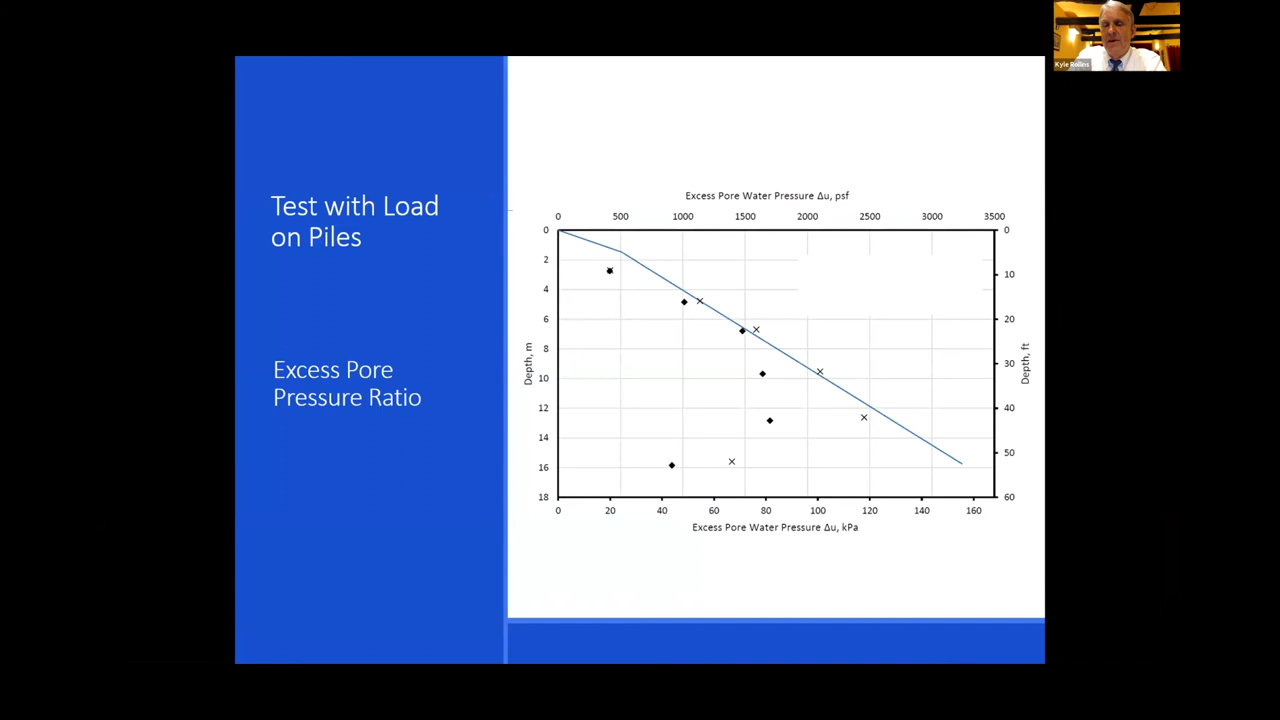 Kyle Rollins
Test with Load
on Piles
Excess Pore
Pressure Ratio
Excess Pore Water Pressure Δu, psf
0 500 1000 1500 2000 2500 3000 3500
0 2 4 6 8 10 12 14 16 18
Depth, m
0 10 20 30 40 50 60
Depth, ft
0 20 40 60 80 100 120 140 160
Excess Pore Water Pressure Δu, kPa